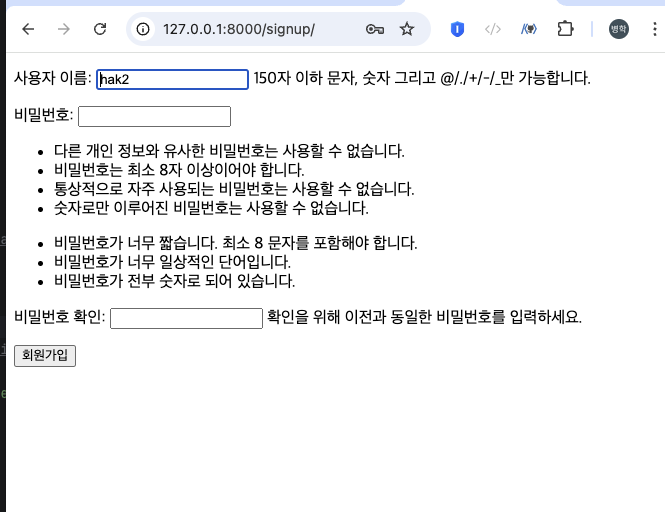 127.0.0.1:8000/signup/
병학
사용자 이름: hak2 150자 이하 문자, 숫자 그리고 @/./+/-/_만 가능합니다.
비밀번호:
• 다른 개인 정보와 유사한 비밀번호는 사용할 수 없습니다.
• 비밀번호는 최소 8자 이상이어야 합니다.
• 통상적으로 자주 사용되는 비밀번호는 사용할 수 없습니다.
• 숫자로만 이루어진 비밀번호는 사용할 수 없습니다.
• 비밀번호가 너무 짧습니다. 최소 8 문자를 포함해야 합니다.
• 비밀번호가 너무 일상적인 단어입니다.
• 비밀번호가 전부 숫자로 되어 있습니다.
비밀번호 확인: 확인을 위해 이전과 동일한 비밀번호를 입력하세요.
회원가입